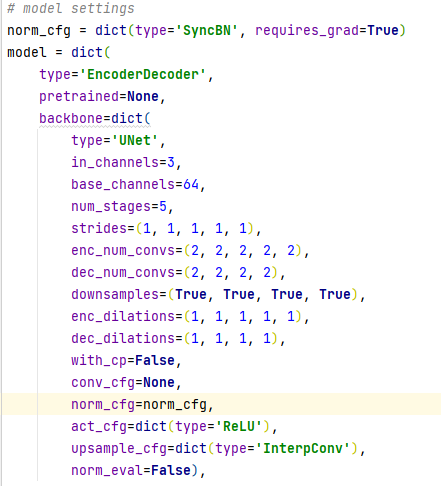 # model settings
norm_cfg = dict(type='SyncBN', requires_grad=True)
model = dict(
    type='EncoderDecoder',
    pretrained=None,
    backbone=dict(
        type='UNet',
        in_channels=3,
        base_channels=64,
        num_stages=5,
        strides=(1, 1, 1, 1, 1),
        enc_num_convs=(2, 2, 2, 2, 2),
        dec_num_convs=(2, 2, 2, 2),
        downsamples=(True, True, True, True),
        enc_dilations=(1, 1, 1, 1, 1),
        dec_dilations=(1, 1, 1, 1),
        with_cp=False,
        conv_cfg=None,
        norm_cfg=norm_cfg,
        act_cfg=dict(type='ReLU'),
        upsample_cfg=dict(type='InterpConv'),
        norm_eval=False),